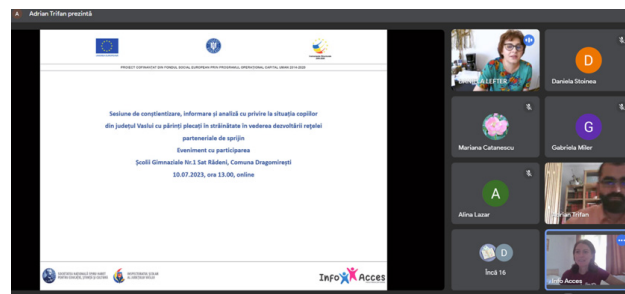 A Adrian Trifan prezintă
PROIECT COFINANȚAT DIN FONDUL SOCIAL EUROPEAN PRIN PROGRAMUL OPERAȚIONAL CAPITAL UMAN 2014-2020
Sesiune de conștientizare, informare și analiză cu privire la situația copiilor
din județul Vaslui cu părinți plecați în străinătate în vederea dezvoltării rețelei
parteneriale de sprijin
Eveniment cu participarea
Școlii Gimnaziale Nr.1 Sat Rădeni, Comuna Dragomirești
10.07.2023, ora 13.00, online
Info Acces
LEFTER
D
Daniela Stoinea
Mariana Catanescu
G
Gabriela Miler
A
Alina Lazar
Adrian Trifan
D
Încă 16
Info Acces